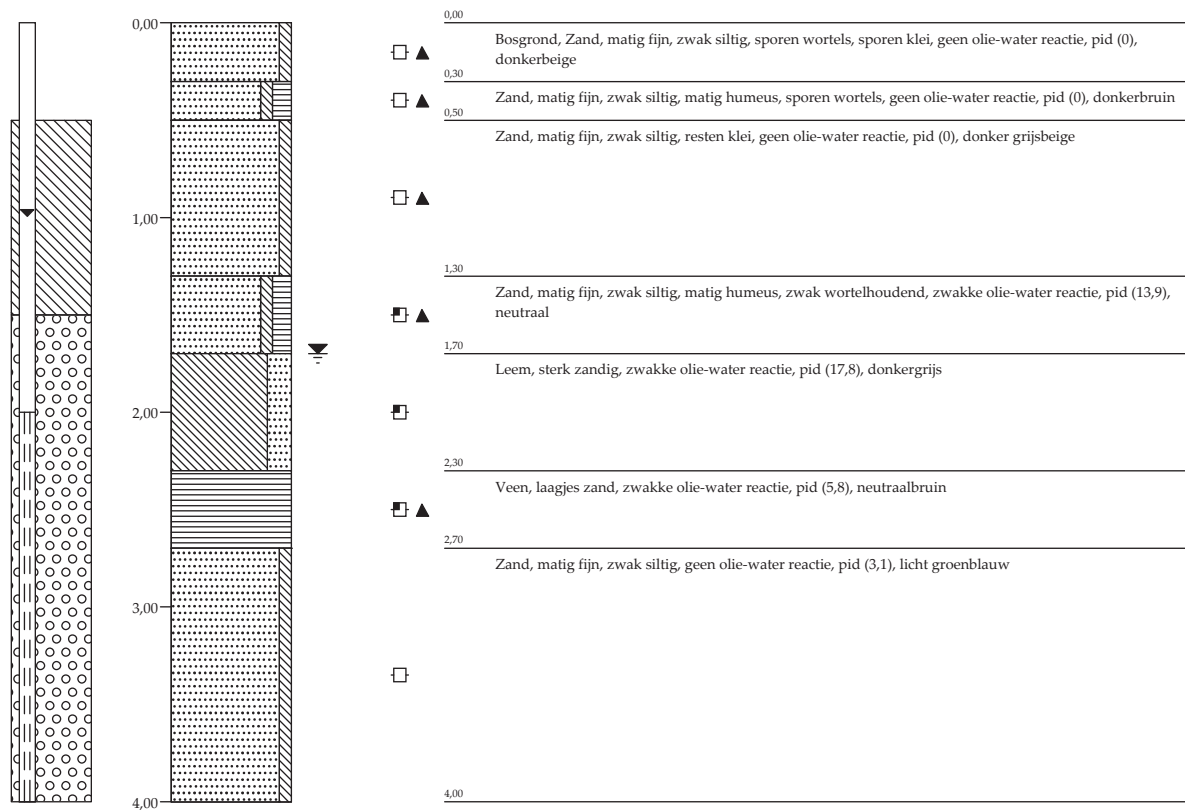 0,00
0,00
Bosgrond, Zand, matig fijn, zwak siltig, sporen wortels, sporen klei, geen olie-water reactie, pid (0),
donkerbeige
0,30
Zand, matig fijn, zwak siltig, matig humeus, sporen wortels, geen olie-water reactie, pid (0), donkerbruin
0,50
Zand, matig fijn, zwak siltig, resten klei, geen olie-water reactie, pid (0), donker grijsbeige
1,00
1,30
Zand, matig fijn, zwak siltig, matig humeus, zwak wortelhoudend, zwakke olie-water reactie, pid (13,9),
neutraal
1,70
Leem, sterk zandig, zwakke olie-water reactie, pid (17,8), donkergrijs
2,00
2,30
Veen, laagjes zand, zwakke olie-water reactie, pid (5,8), neutraalbruin
2,70
Zand, matig fijn, zwak siltig, geen olie-water reactie, pid (3,1), licht groenblauw
3,00
4,00
4,00